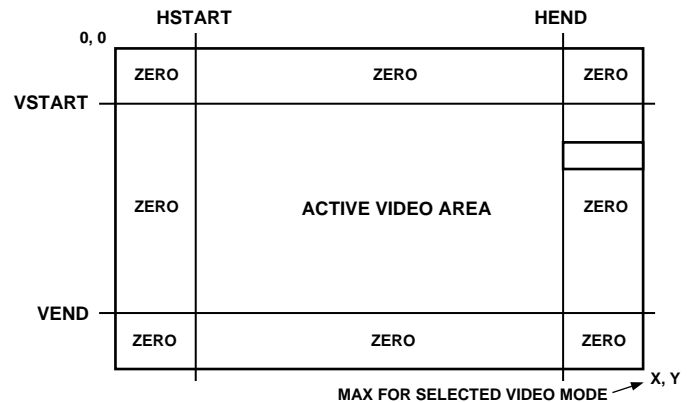 HSTART HEND
0, 0
ZERO ZERO ZERO
VSTART
ZERO ACTIVE VIDEO AREA ZERO
VEND
ZERO ZERO ZERO
X, Y
MAX FOR SELECTED VIDEO MODE